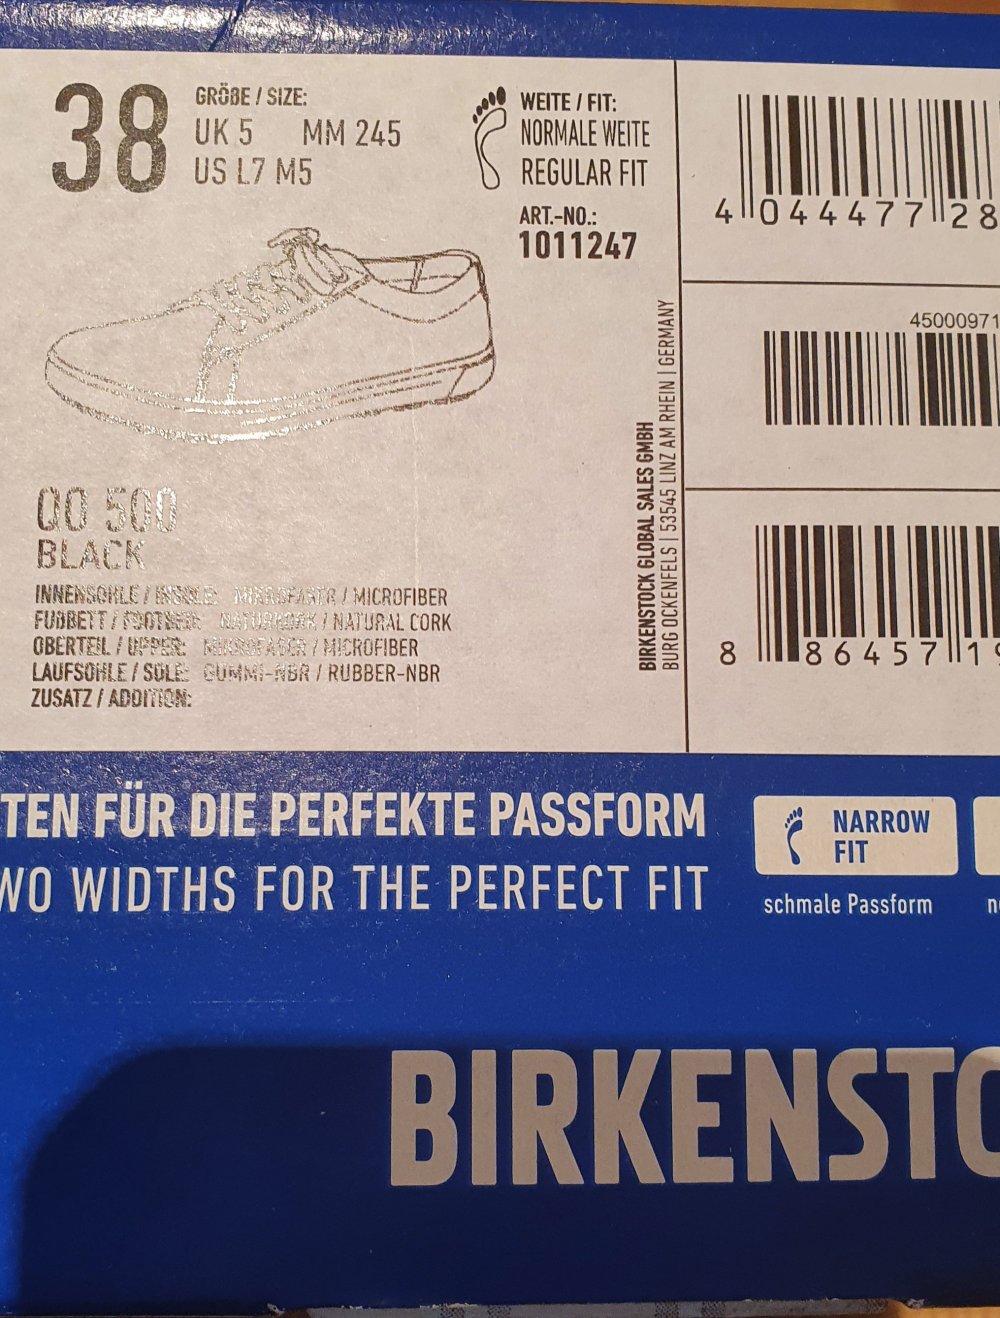 38
GRÖßE / SIZE:
UK 5 MM 245
US L7 M5
WEITE / FIT:
NORMALE WEITE
REGULAR FIT
ART.-NO.:
1011247
QO 500
BLACK
INNENSOHLE / INSOLE: MIKROFASER / MICROFIBER
FUßBETT / FOOTBED: NATURKORK / NATURAL CORK
OBERTEIL / UPPER: MIKROFASER / MICROFIBER
LAUFSOHLE / SOLE: GUMMI-NBR / RUBBER-NBR
ZUSATZ / ADDITION:
BIRKENSTOCK GLOBAL SALES GMBH
BURG OCKENFELS | 53545 LINZ AM RHEIN | GERMANY
4 044477 28
45000971
8 86457 19
TEN FÜR DIE PERFEKTE PASSFORM
WO WIDTHS FOR THE PERFECT FIT
NARROW
FIT
schmale Passform
BIRKENSTO